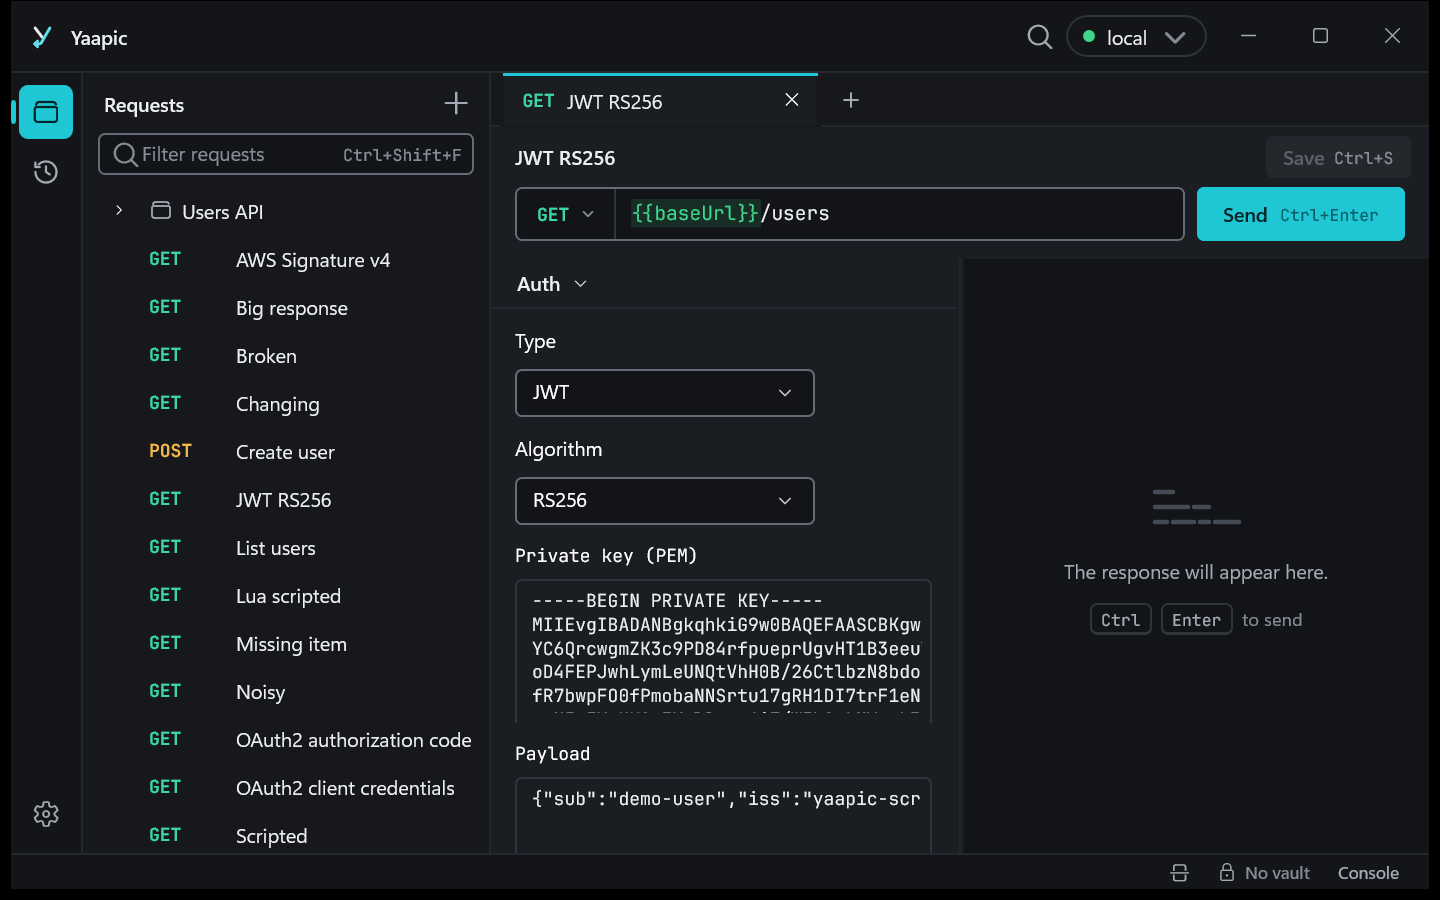 Yaapic
local
Requests
Filter requests Ctrl+Shift+F
Users API
GET AWS Signature v4
GET Big response
GET Broken
GET Changing
POST Create user
GET JWT RS256
GET List users
GET Lua scripted
GET Missing item
GET Noisy
GET OAuth2 authorization code
GET OAuth2 client credentials
GET Scripted
GET JWT RS256
JWT RS256
Save Ctrl+S
GET {{baseUrl}}/users
Send Ctrl+Enter
Auth
Type
JWT
Algorithm
RS256
Private key (PEM)
-----BEGIN PRIVATE KEY-----
MIIEvgIBADANBgkqhkiG9w0BAQEFAASCBKgw
YC6QrcwgmZK3c9PD84rfpueprUgvHT1B3eeu
oD4FEPJwhLymLeUNQtVhH0B/26CtlbzN8bdo
fR7bwpFO0fPmobaNNSrtu17gRH1DI7trF1eN
Payload
{"sub":"demo-user","iss":"yaapic-scr
The response will appear here.
Ctrl Enter to send
No vault
Console